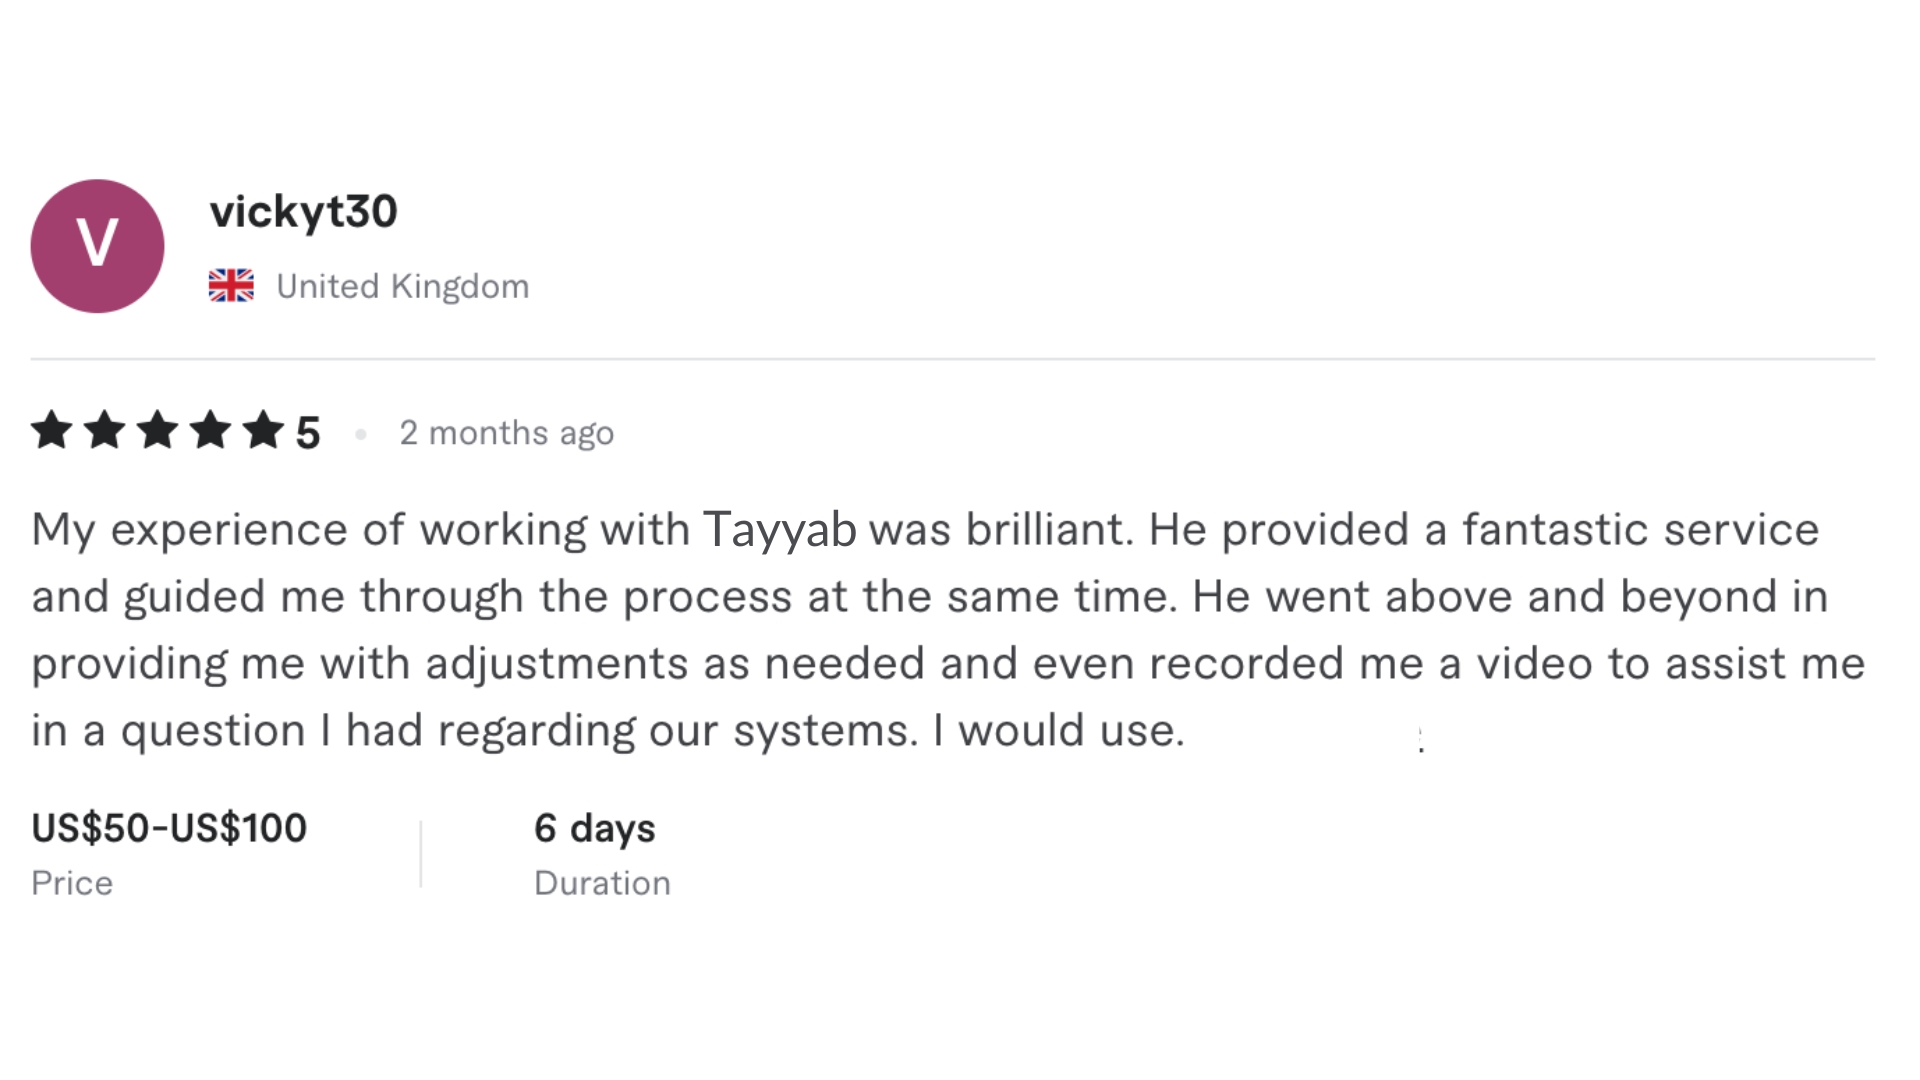 V
vickyt30
United Kingdom
5 • 2 months ago
My experience of working with Tayyab was brilliant. He provided a fantastic service
and guided me through the process at the same time. He went above and beyond in
providing me with adjustments as needed and even recorded me a video to assist me
in a question I had regarding our systems. I would use.
US$50-US$100
Price
6 days
Duration